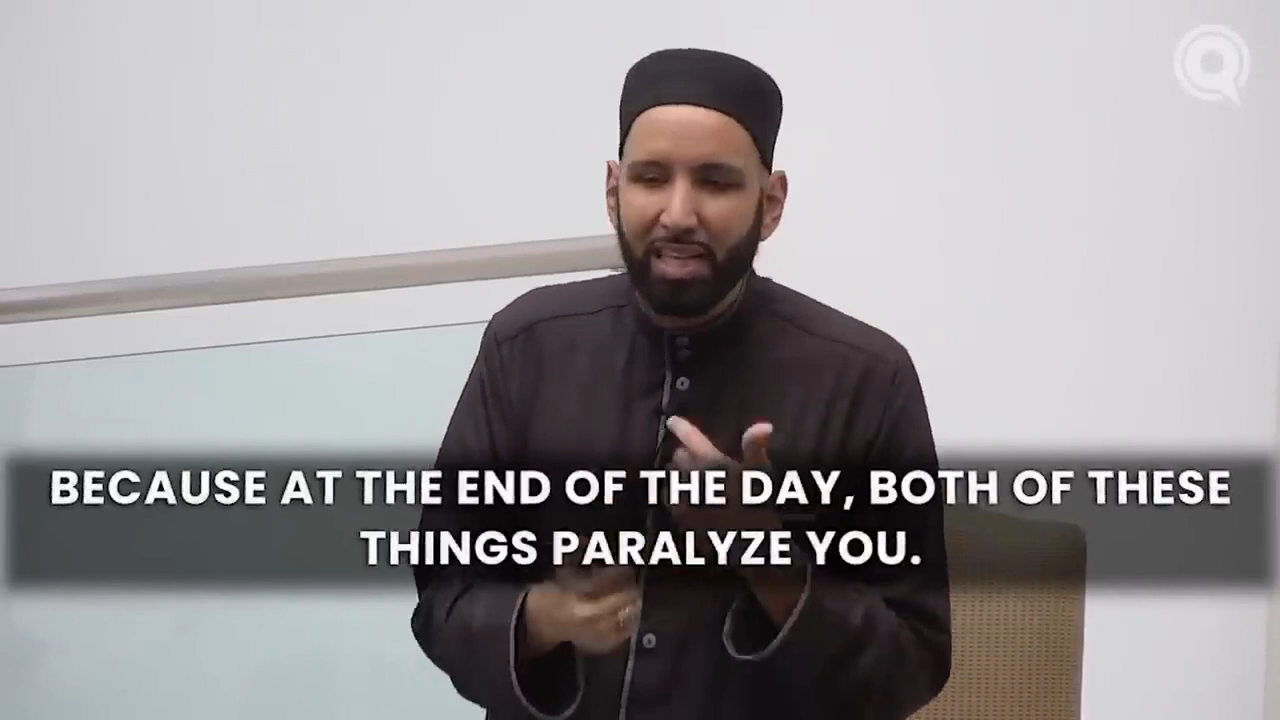 BECAUSE AT THE END OF THE DAY, BOTH OF THESE
THINGS PARALYZE YOU.